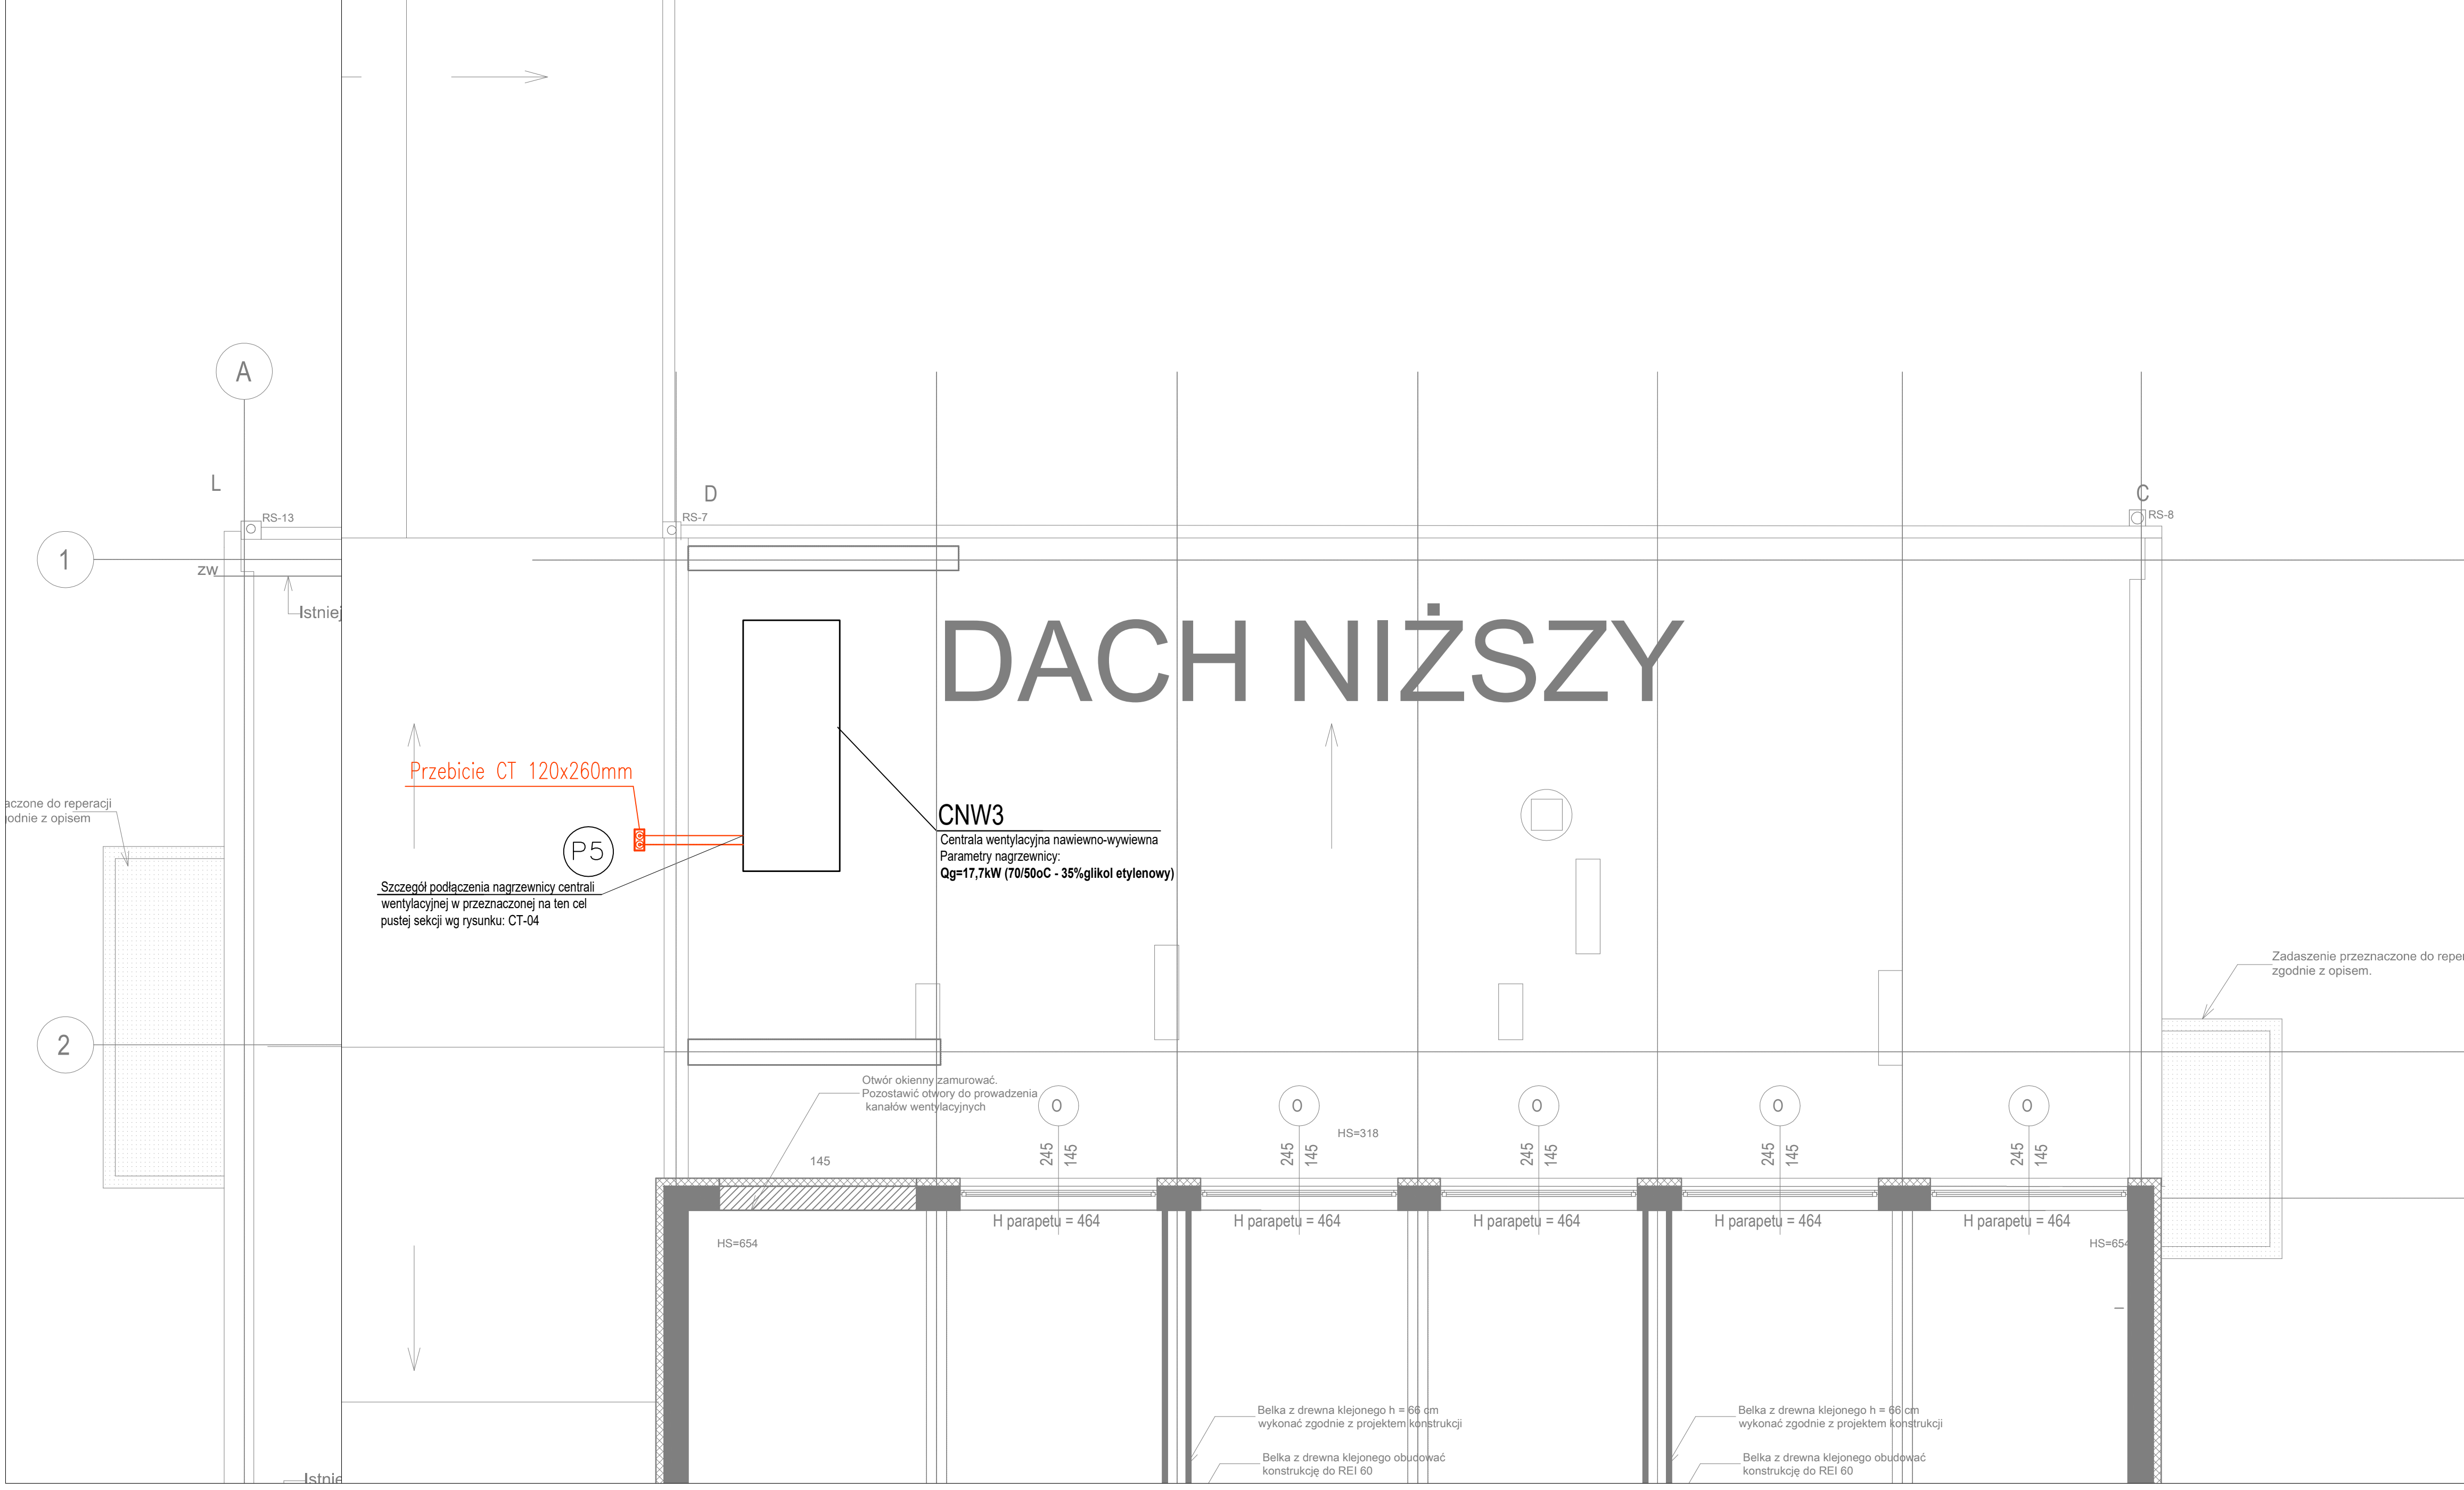 A
L
D
C
RS-13
RS-7
RS-8
1
zw
Istniej
DACH NIŻSZY
Przebicie CT 120x260mm
aczone do reperacji
godnie z opisem
P5
CNW3
Centrala wentylacyjna nawiewno-wywiewna
Parametry nagrzewnicy:
Qg=17,7kW (70/50oC - 35%glikol etylenowy)
Szczegół podłączenia nagrzewnicy centrali
wentylacyjnej w przeznaczonej na ten cel
pustej sekcji wg rysunku: CT-04
Zadaszenie przeznaczone do reper
zgodnie z opisem.
2
Otwór okienny zamurować.
Pozostawić otwory do prowadzenia
kanałów wentylacyjnych
O
O
O
O
O
HS=318
145
245
145
245
145
245
145
245
145
245
145
H parapetu = 464
H parapetu = 464
H parapetu = 464
H parapetu = 464
H parapetu = 464
HS=654
HS=654
Belka z drewna klejonego h = 66 cm
wykonać zgodnie z projektem konstrukcji
Belka z drewna klejonego h = 66 cm
wykonać zgodnie z projektem konstrukcji
Belka z drewna klejonego obudować
konstrukcję do REI 60
Belka z drewna klejonego obudować
konstrukcję do REI 60
Istnie